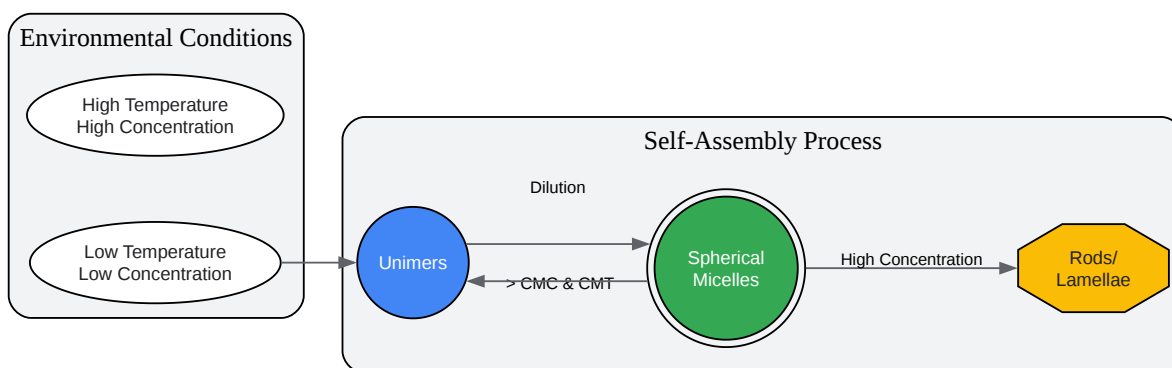 Environmental Conditions
High Temperature
High Concentration
Low Temperature
Low Concentration
Self-Assembly Process
Dilution
Unimers
> CMC & CMT
Spherical
Micelles
High Concentration
Rods/
Lamellae